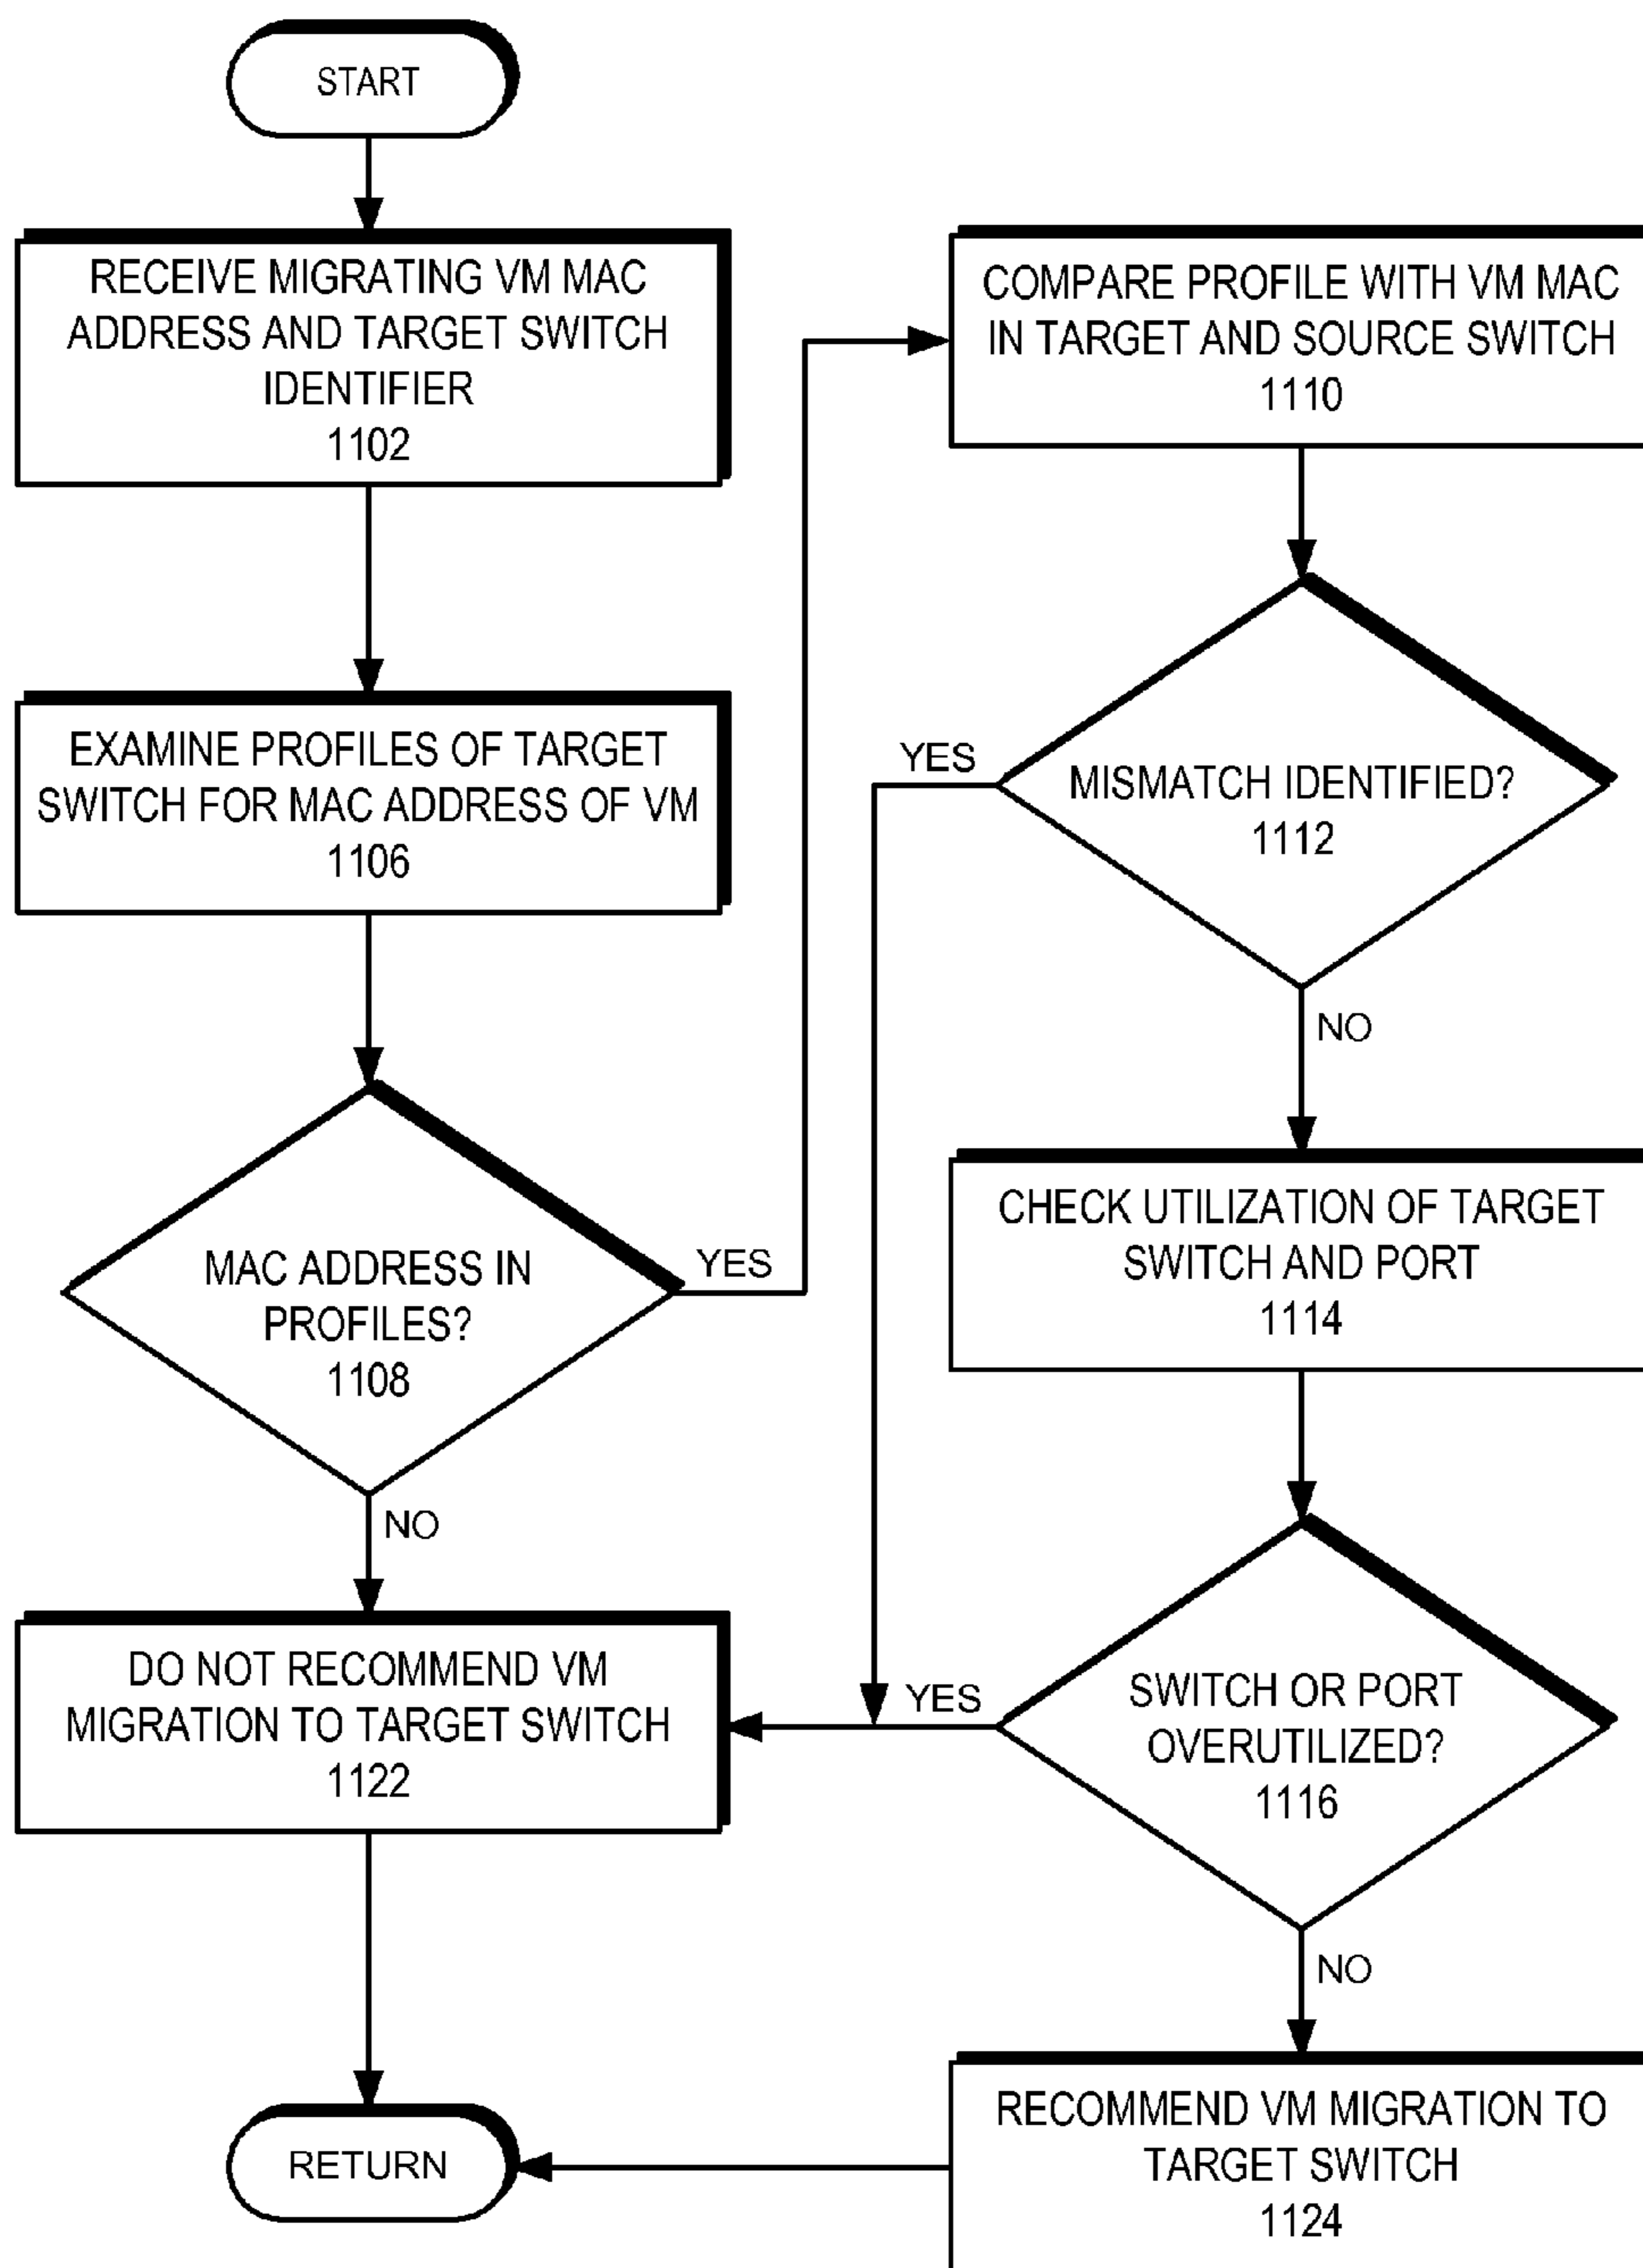 START
RECEIVE MIGRATING VM MAC
ADDRESS AND TARGET SWITCH
IDENTIFIER
1102
EXAMINE PROFILES OF TARGET
SWITCH FOR MAC ADDRESS OF VM
1106
MAC ADDRESS IN
PROFILES?
1108
YES
NO
COMPARE PROFILE WITH VM MAC
IN TARGET AND SOURCE SWITCH
1110
MISMATCH IDENTIFIED?
1112
YES
NO
CHECK UTILIZATION OF TARGET
SWITCH AND PORT
1114
SWITCH OR PORT
OVERUTILIZED?
1116
YES
NO
DO NOT RECOMMEND VM
MIGRATION TO TARGET SWITCH
1122
RECOMMEND VM MIGRATION TO
TARGET SWITCH
1124
RETURN